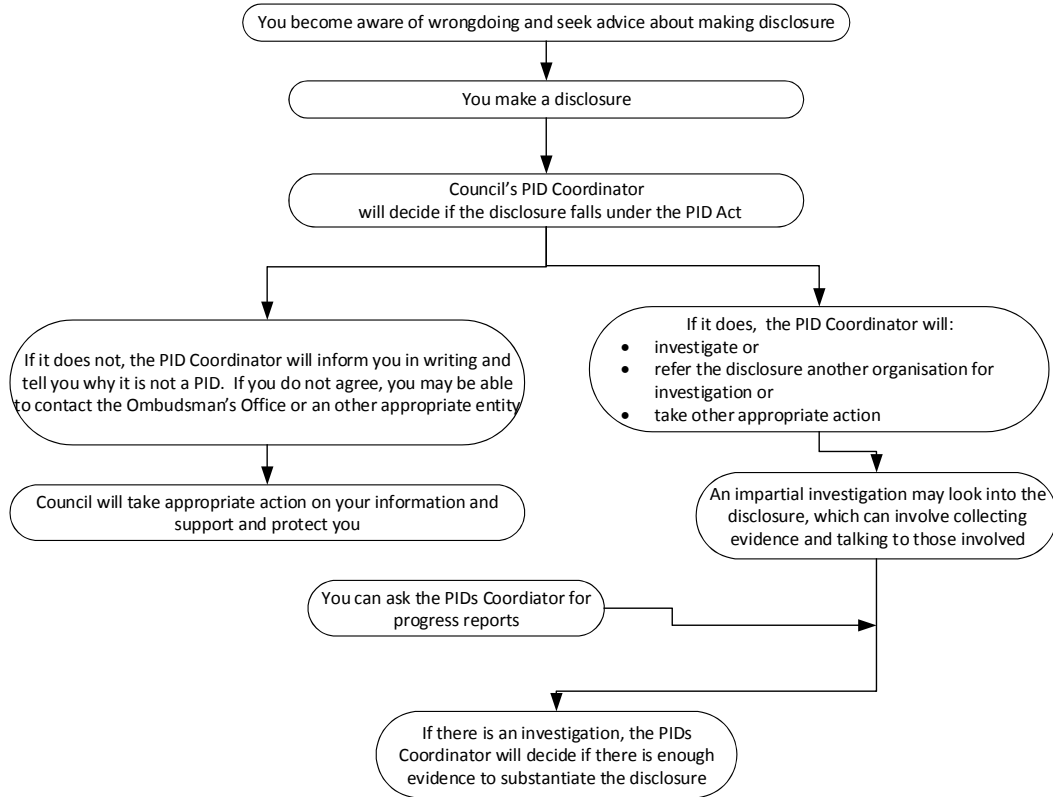 You become aware of wrongdoing and seek advice about making disclosure
You make a disclosure
Council's PID Coordinator
will decide if the disclosure falls under the PID Act
If it does not, the PID Coordinator will inform you in writing and
tell you why it is not a PID.  If you do not agree, you may be able
to contact the Ombudsman's Office or an other appropriate entity
If it does,  the PID Coordinator will:
• investigate or
• refer the disclosure another organisation for
investigation or
• take other appropriate action
Council will take appropriate action on your information and
support and protect you
An impartial investigation may look into the
disclosure, which can involve collecting
evidence and talking to those involved
You can ask the PIDs Coordiator for
progress reports
If there is an investigation, the PIDs
Coordinator will decide if there is enough
evidence to substantiate the disclosure